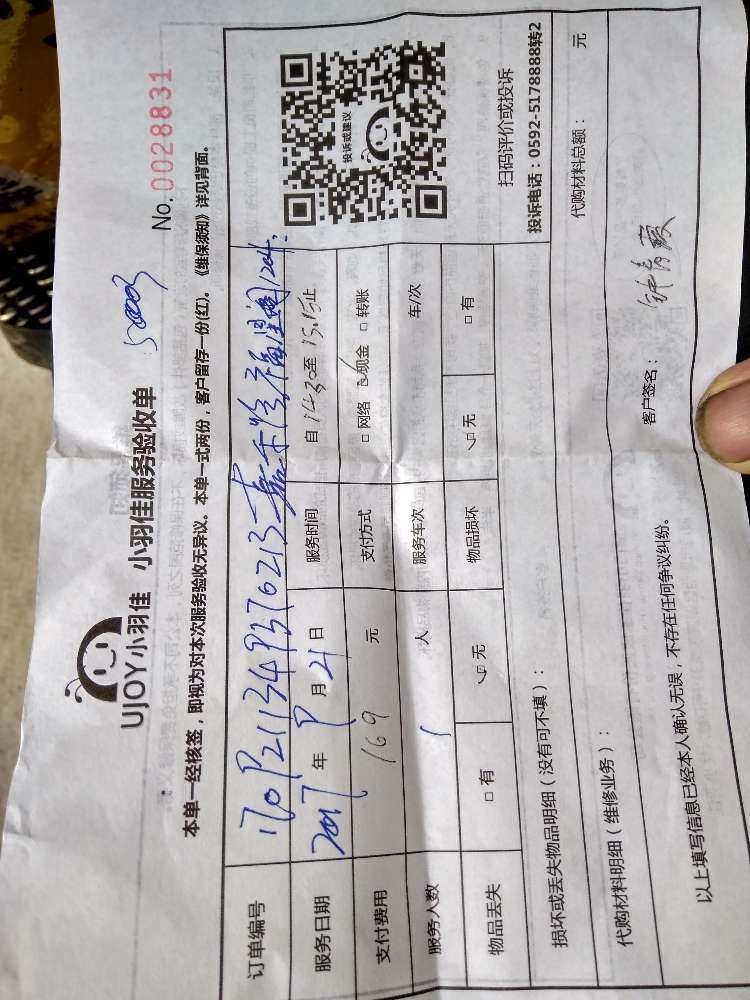 UJOY小羽佳 小羽佳服务验收单
No. 0028831
本单一经核签，即视为对本次服务验收无异议。本单一式两份，客户留存一份(红)。《维保须知》详见背面。
订单编号
服务日期 2017 年 月 21 日 服务时间 自 14:30 至 15:15 止
支付费用 169 元 支付方式 □ 网络 ☑ 现金 □ 转账
服务人数 1 人 服务车次 车/次
物品丢失 □ 有 ☑ 无 物品损坏 ☑ 无 □ 有
投诉或建议
扫码评价或投诉
投诉电话：0592-5178888转2
损坏或丢失物品明细（没有可不填）：
代购材料明细（维修业务）： 代购材料总额： 元
以上填写信息已经本人确认无误，不存在任何争议纠纷。 客户签名：